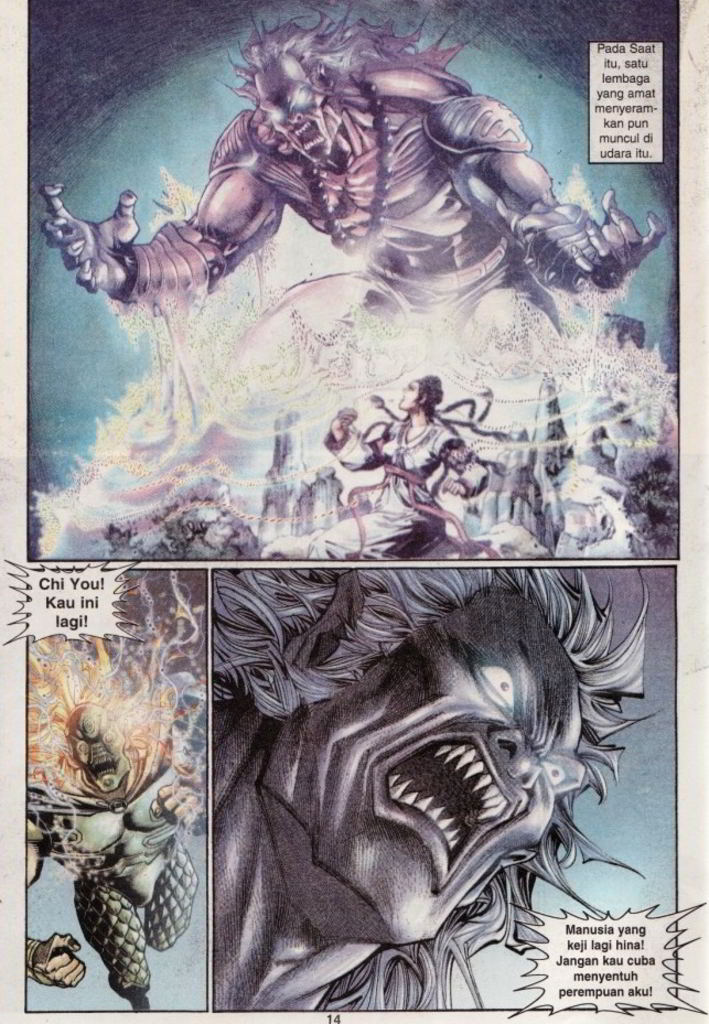 Pada Saat
itu, satu
lembaga
yang amat
menyeram-
kan pun
muncul di
udara itu.
Chi You!
Kau ini
lagi!
Manusia yang
keji lagi hina!
Jangan kau cuba
menyentuh
perempuan aku!
14